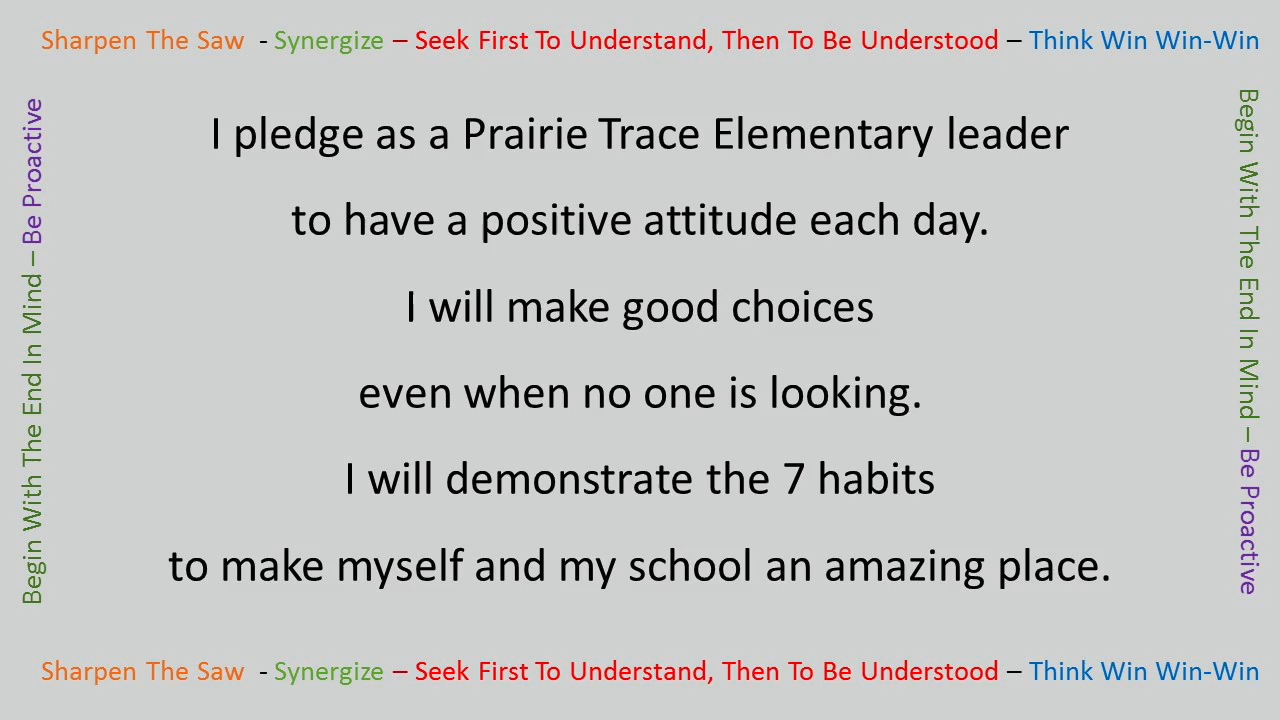 Sharpen The Saw - Synergize – Seek First To Understand, Then To Be Understood – Think Win Win-Win
Begin With The End In Mind – Be Proactive
I pledge as a Prairie Trace Elementary leader
to have a positive attitude each day.
I will make good choices
even when no one is looking.
I will demonstrate the 7 habits
to make myself and my school an amazing place.
Begin With The End In Mind – Be Proactive
Sharpen The Saw - Synergize – Seek First To Understand, Then To Be Understood – Think Win Win-Win